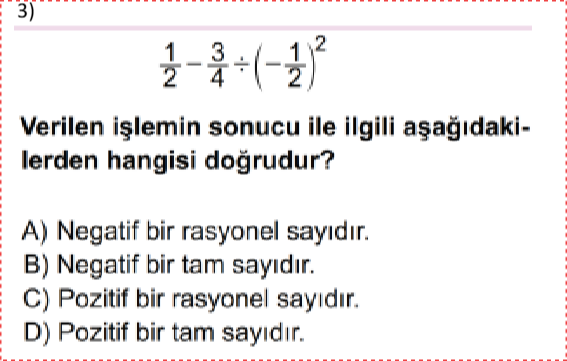 3)
1/2 − 3/4 ÷ (−1/2)²
Verilen işlemin sonucu ile ilgili aşağıdaki-
lerden hangisi doğrudur?
A) Negatif bir rasyonel sayıdır.
B) Negatif bir tam sayıdır.
C) Pozitif bir rasyonel sayıdır.
D) Pozitif bir tam sayıdır.